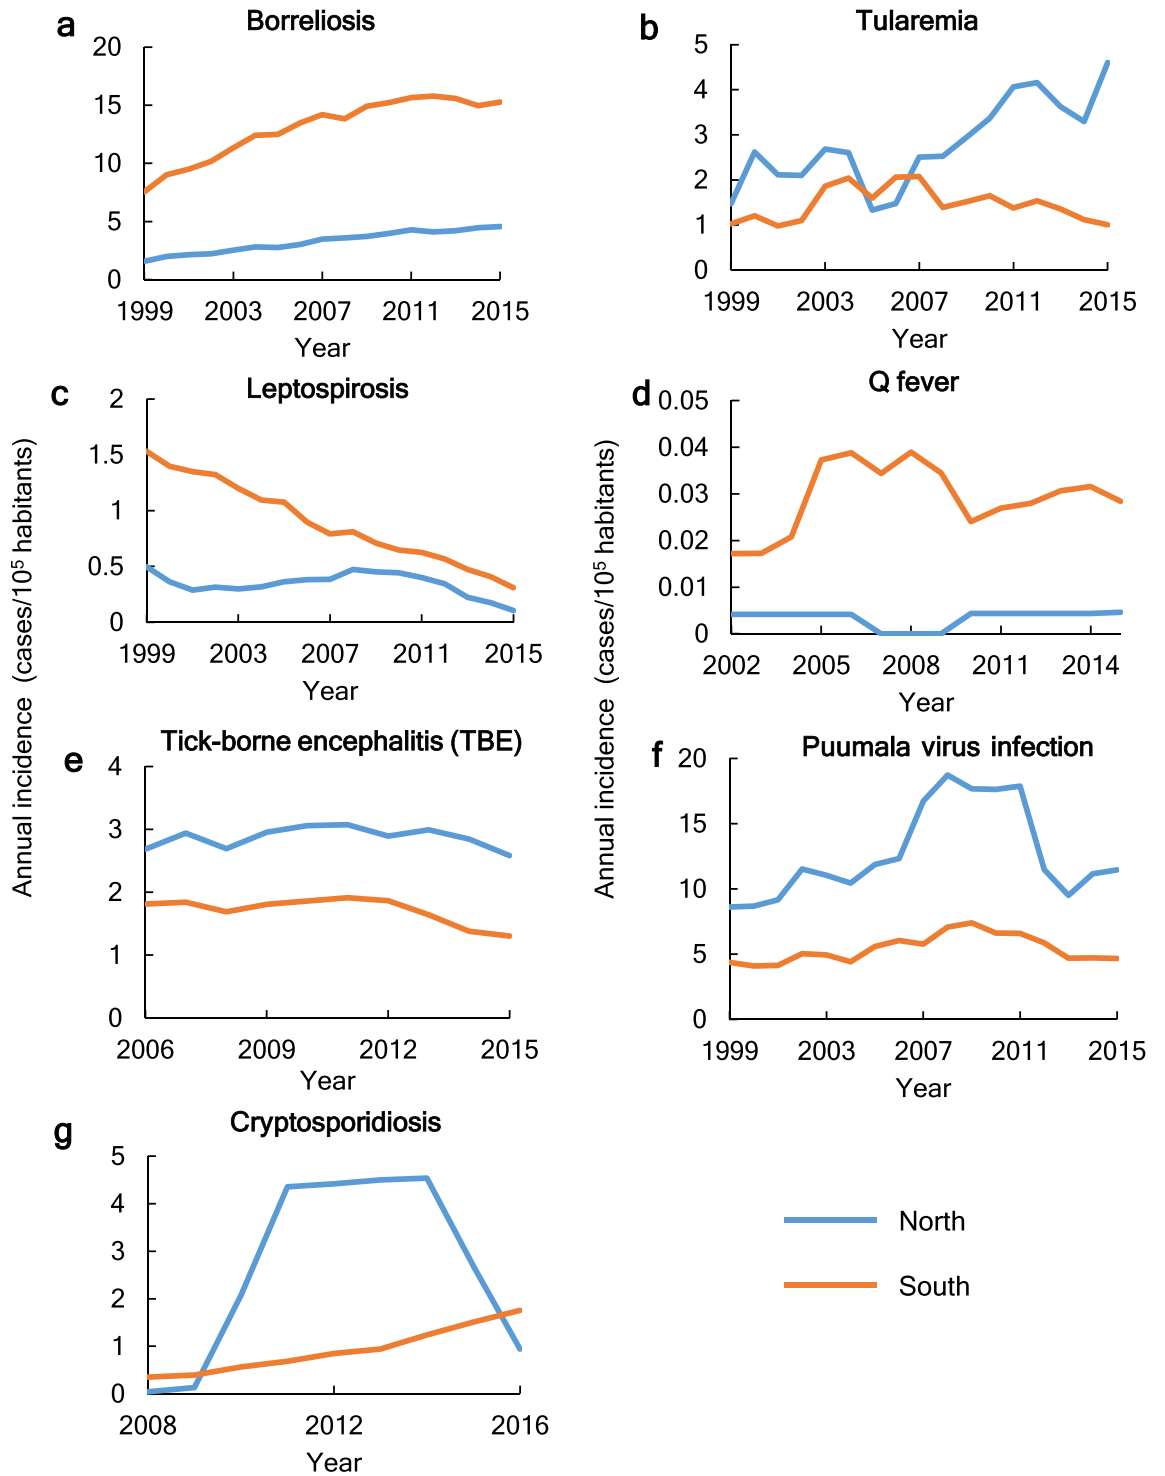 a
Borreliosis
20
15
10
5
0
1999 2003 2007 2011 2015
Year
b
Tularemia
5
4
3
2
1
0
1999 2003 2007 2011 2015
Year
c
Leptospirosis
2
1.5
1
0.5
0
1999 2003 2007 2011 2015
Year
d
Q fever
0.05
0.04
0.03
0.02
0.01
0
2002 2005 2008 2011 2014
Year
Annual incidence (cases/10⁵ habitants)
Annual incidence (cases/10⁵ habitants)
e
Tick-borne encephalitis (TBE)
4
3
2
1
0
2006 2009 2012 2015
Year
f
Puumala virus infection
20
15
10
5
0
1999 2003 2007 2011 2015
Year
g
Cryptosporidiosis
5
4
3
2
1
0
2008 2012 2016
Year
North
South